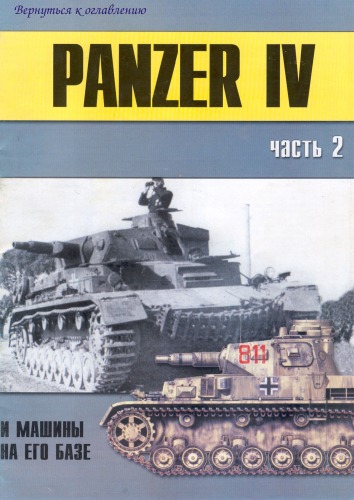 Вернуться к оглавлению
PANZER IV
часть 2
811
И МАШИНЫ
НА ЕГО БАЗЕ